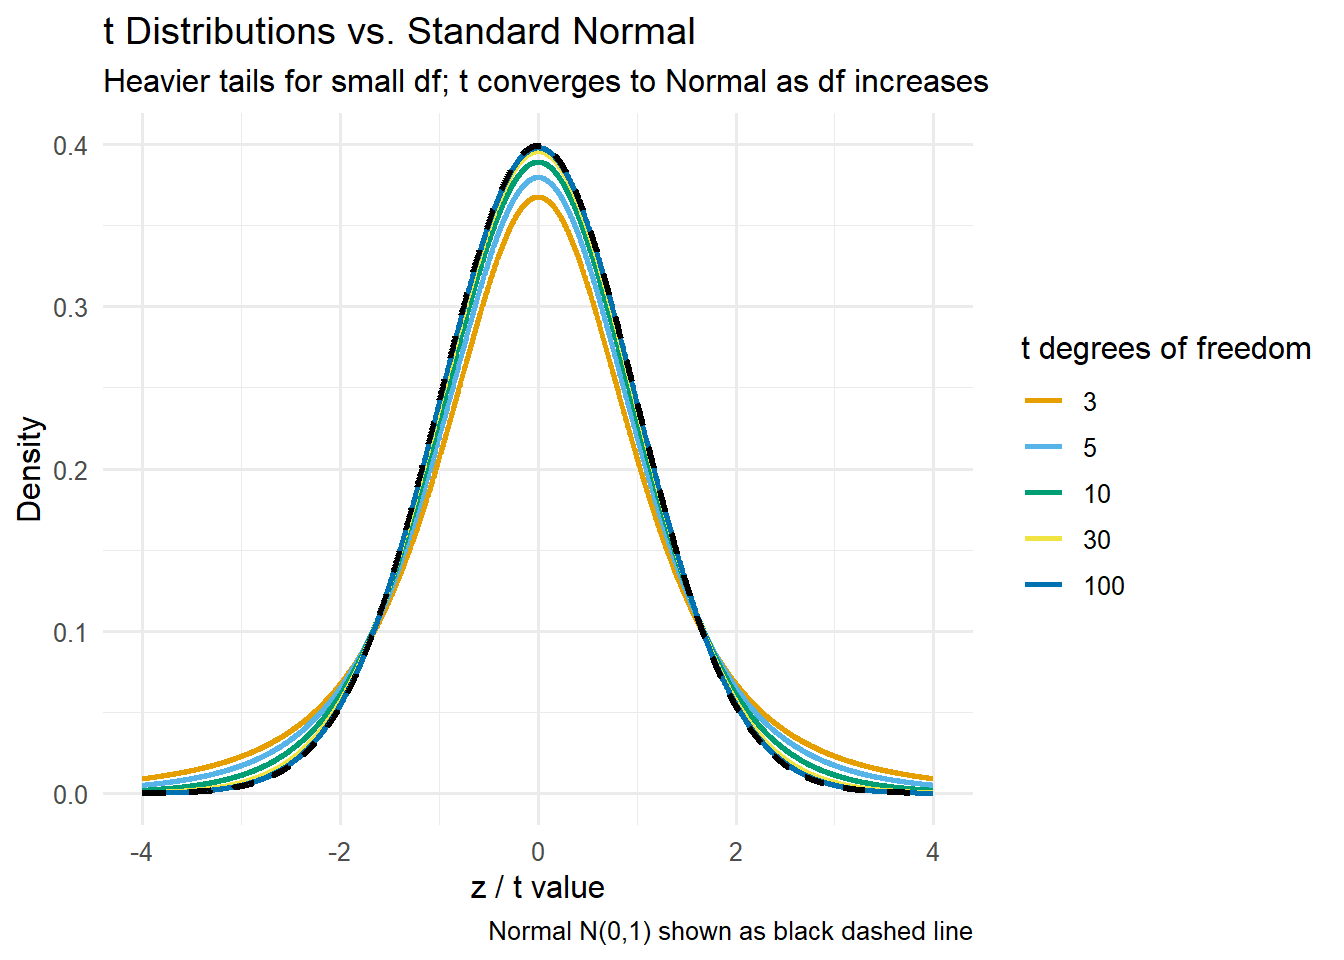 t Distributions vs. Standard Normal
Heavier tails for small df; t converges to Normal as df increases
0.4
0.3
0.2
0.1
0.0
Density
-4
-2
0
2
4
z / t value
t degrees of freedom
3
5
10
30
100
Normal N(0,1) shown as black dashed line